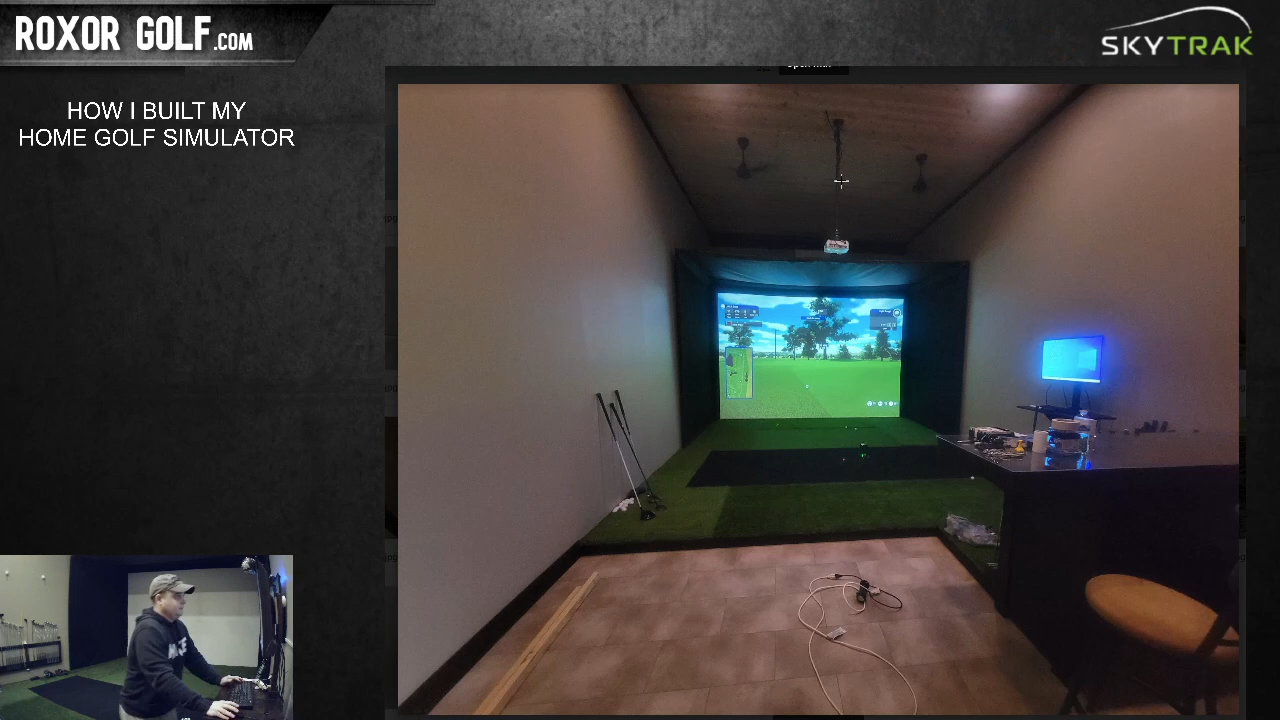 ROXOR GOLF.COM
SKYTRAK
HOW I BUILT MY
HOME GOLF SIMULATOR